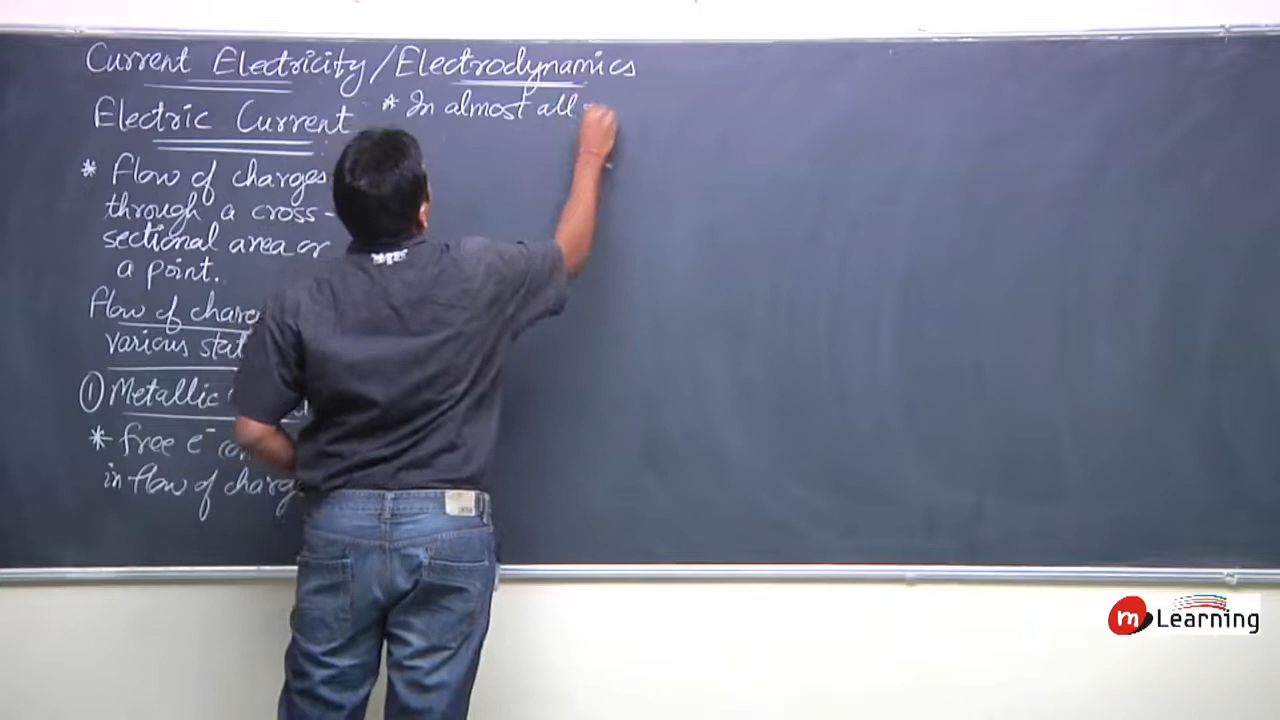 Current Electricity/Electrodynamics
Electric Current
* Flow of charges
through a cross-
sectional area or
a point.
Flow of
various
① Metallic
* free e⁻
in flow of
* In almost all
m Learning